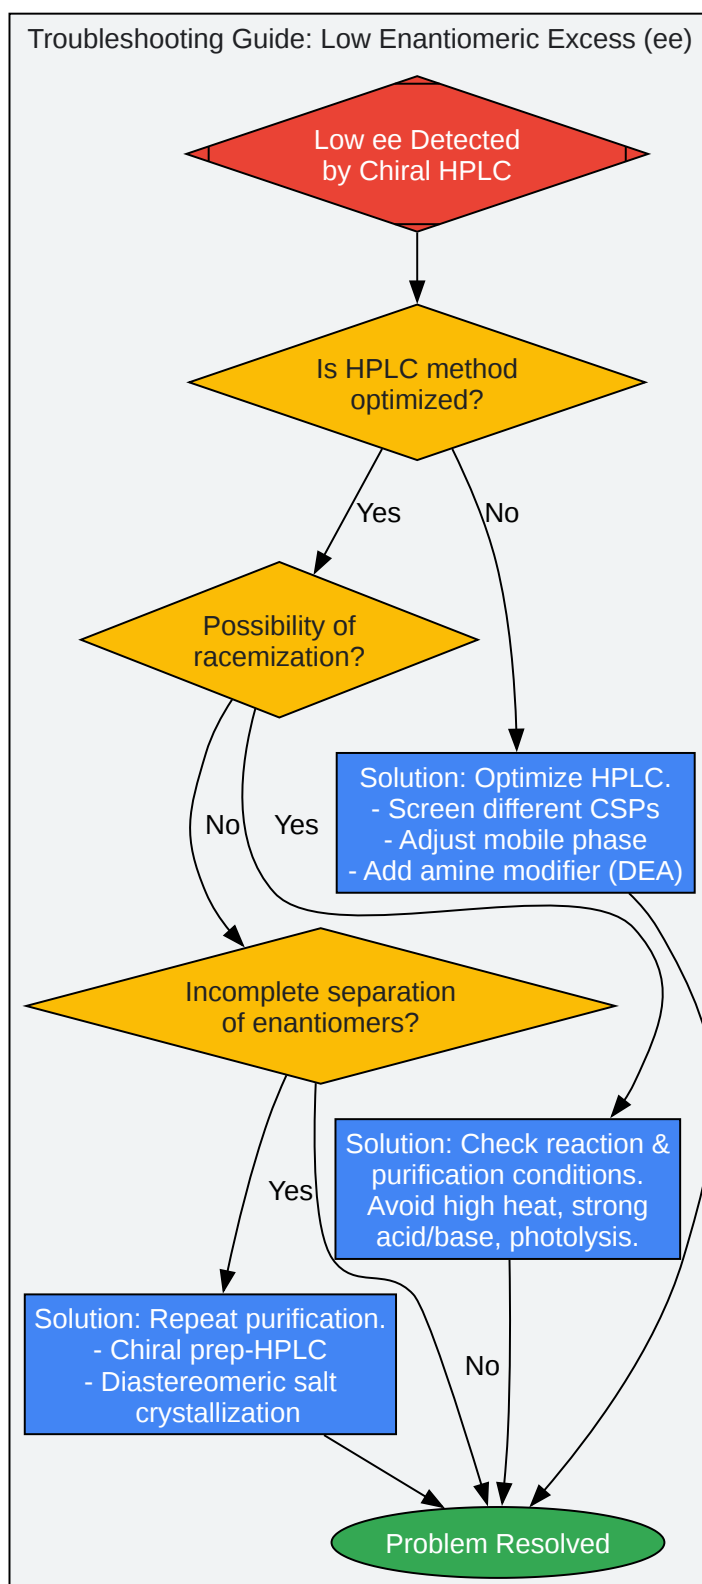 Troubleshooting Guide: Low Enantiomeric Excess (ee)
Low ee Detected
by Chiral HPLC
Is HPLC method
optimized?
Yes
No
Possibility of
racemization?
Solution: Optimize HPLC.
- Screen different CSPs
- Adjust mobile phase
- Add amine modifier (DEA)
No
Yes
Incomplete separation
of enantiomers?
Solution: Check reaction &
purification conditions.
Avoid high heat, strong
acid/base, photolysis.
Yes
Solution: Repeat purification.
- Chiral prep-HPLC
- Diastereomeric salt
crystallization
No
Problem Resolved